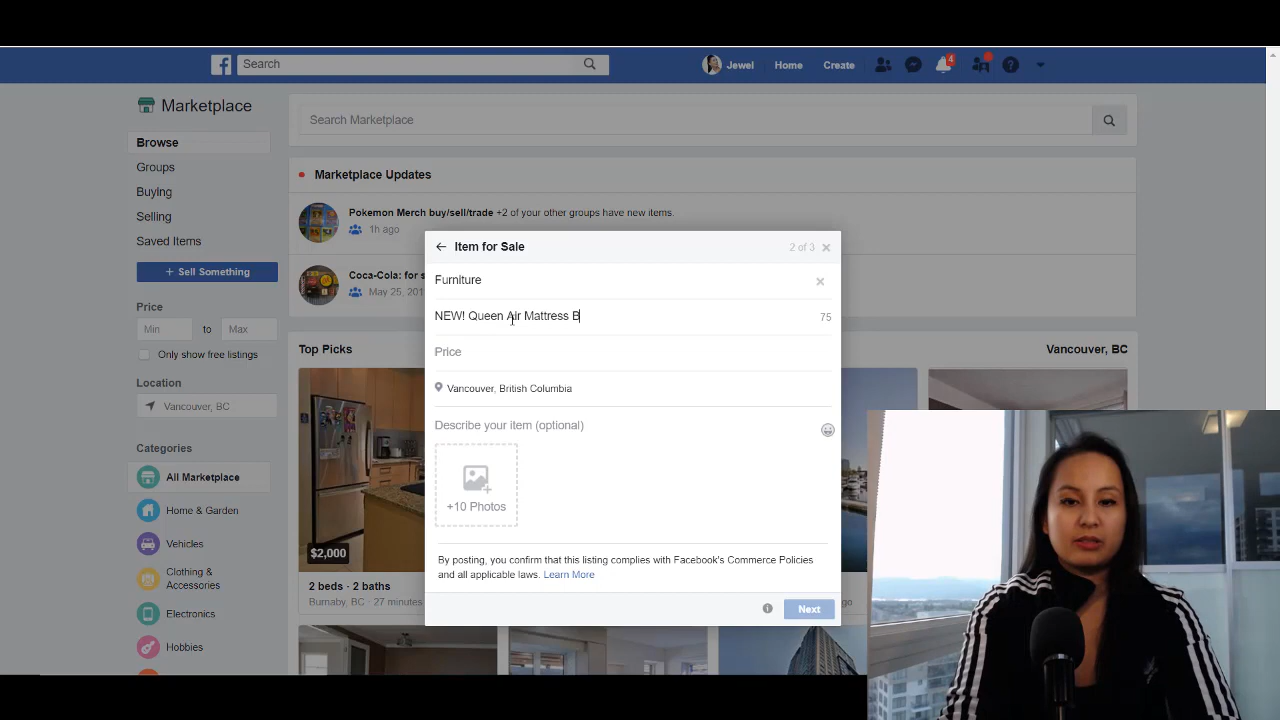 Search
Jewel
Home
Create
4
Marketplace
Browse
Groups
Buying
Selling
Saved Items
+ Sell Something
Price
Min to Max
Only show free listings
Location
Vancouver, BC
Categories
All Marketplace
Home & Garden
Vehicles
Clothing &
Accessories
Electronics
Hobbies
Search Marketplace
Marketplace Updates
Pokemon Merch buy/sell/trade +2 of your other groups have new items.
1h ago
Coca-Cola: for s
May 25, 201
Top Picks
Vancouver, BC
$2,000
2 beds · 2 baths
Burnaby, BC · 27 minutes
ago
Item for Sale
2 of 3
Furniture
NEW! Queen Air Mattress B
75
Price
Vancouver, British Columbia
Describe your item (optional)
+10 Photos
By posting, you confirm that this listing complies with Facebook's Commerce Policies
and all applicable laws. Learn More
Next